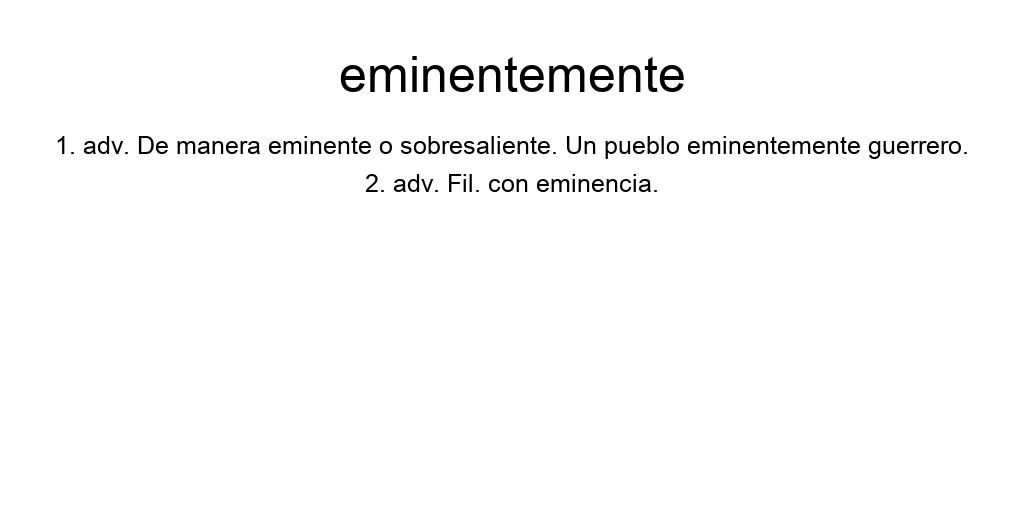 eminentemente
1. adv. De manera eminente o sobresaliente. Un pueblo eminentemente guerrero.
2. adv. Fil. con eminencia.